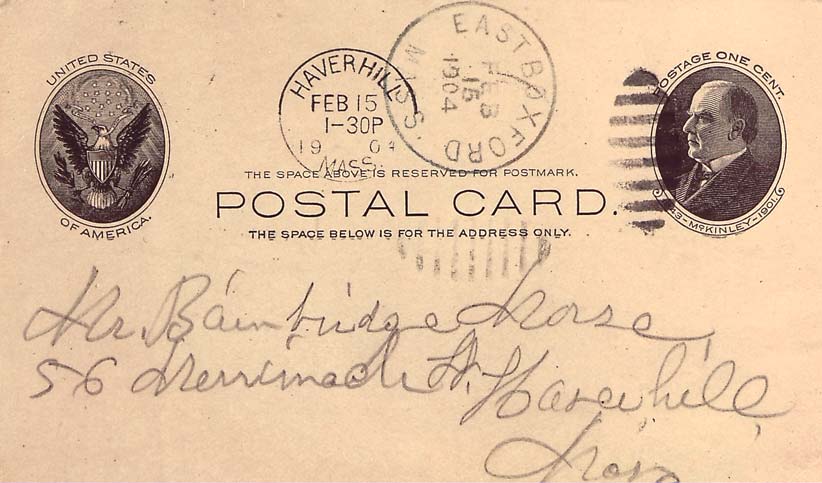 UNITED STATES
OF AMERICA.
HAVERHILL
FEB 15
1-30P
19 04
MASS.
EAST BOXFORD
FEB
15
1904
MASS.
POSTAGE ONE CENT.
43-McKINLEY-1901.
THE SPACE ABOVE IS RESERVED FOR POSTMARK.
POSTAL CARD.
THE SPACE BELOW IS FOR THE ADDRESS ONLY.
Mr. Bainbridge Morse,
56 Merrimack St. Haverhill,
Mass